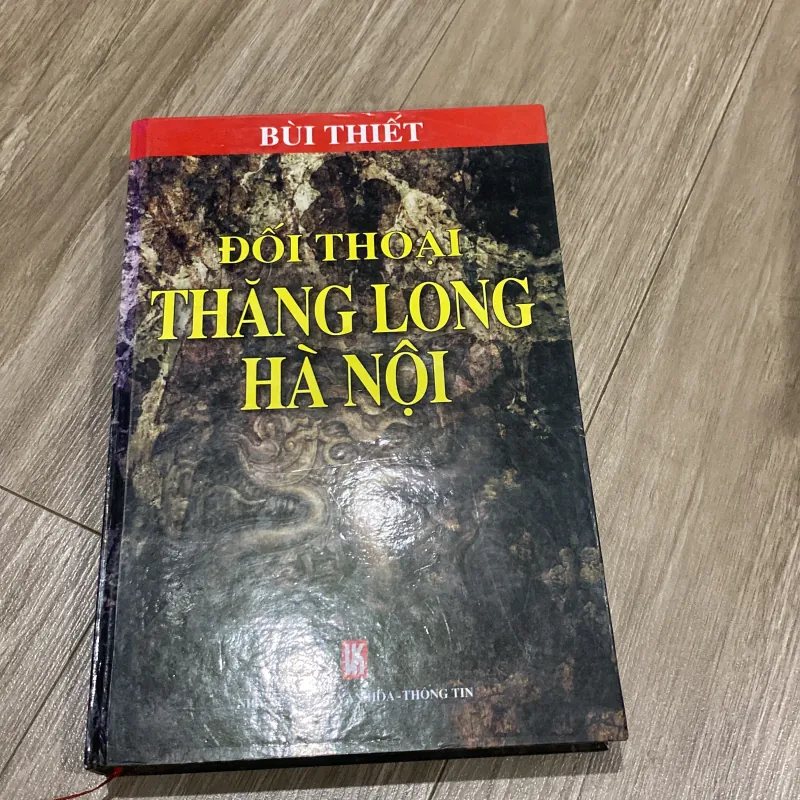 BÙI THIẾT
ĐỐI THOẠI
THĂNG LONG
HÀ NỘI
HÓA - THÔNG TIN